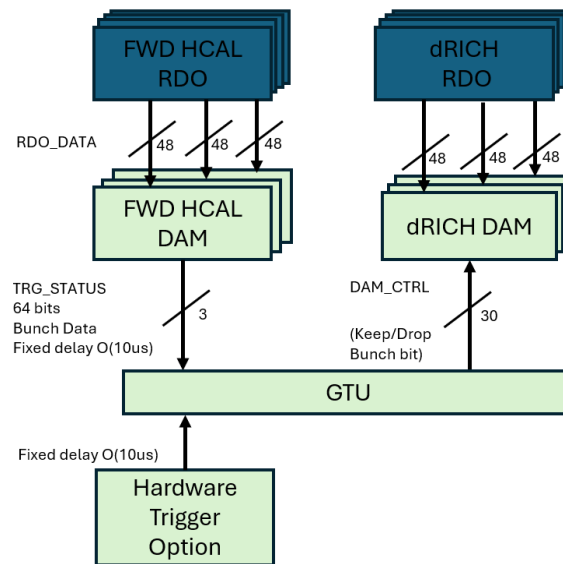 FWD HCAL
RDO
dRICH
RDO
RDO_DATA
48
48
48
48
48
48
FWD HCAL
DAM
dRICH DAM
TRG_STATUS
64 bits
Bunch Data
Fixed delay O(10us)
3
DAM_CTRL
(Keep/Drop
Bunch bit)
30
GTU
Fixed delay O(10us)
Hardware
Trigger
Option